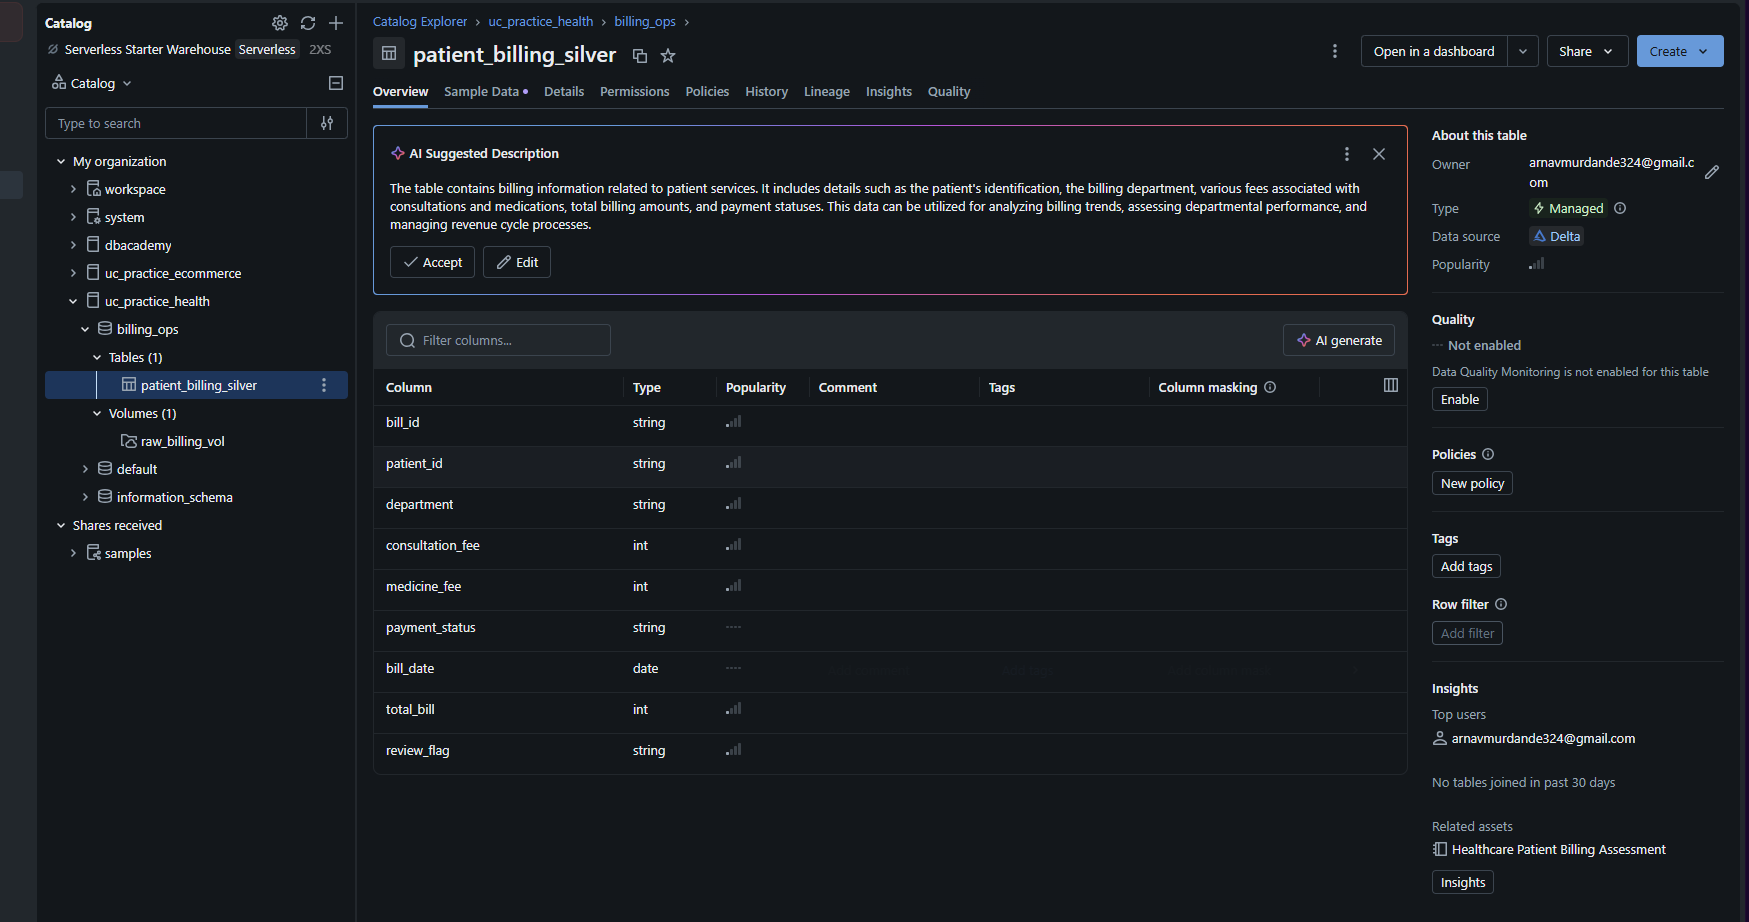 Catalog
Serverless Starter Warehouse Serverless 2XS
Catalog
Type to search
My organization
workspace
system
dbacademy
uc_practice_ecommerce
uc_practice_health
billing_ops
Tables (1)
patient_billing_silver
Volumes (1)
raw_billing_vol
default
information_schema
Shares received
samples
Catalog Explorer › uc_practice_health › billing_ops ›
patient_billing_silver
Open in a dashboard
Share
Create
Overview Sample Data Details Permissions Policies History Lineage Insights Quality
AI Suggested Description
The table contains billing information related to patient services. It includes details such as the patient's identification, the billing department, various fees associated with
consultations and medications, total billing amounts, and payment statuses. This data can be utilized for analyzing billing trends, assessing departmental performance, and
managing revenue cycle processes.
Accept Edit
Filter columns...
AI generate
Column Type Popularity Comment Tags Column masking
bill_id string
patient_id string
department string
consultation_fee int
medicine_fee int
payment_status string
bill_date date
total_bill int
review_flag string
About this table
Owner arnavmurdande324@gmail.c
om
Type Managed
Data source Delta
Popularity
Quality
Not enabled
Data Quality Monitoring is not enabled for this table
Enable
Policies
New policy
Tags
Add tags
Row filter
Add filter
Insights
Top users
arnavmurdande324@gmail.com
No tables joined in past 30 days
Related assets
Healthcare Patient Billing Assessment
Insights